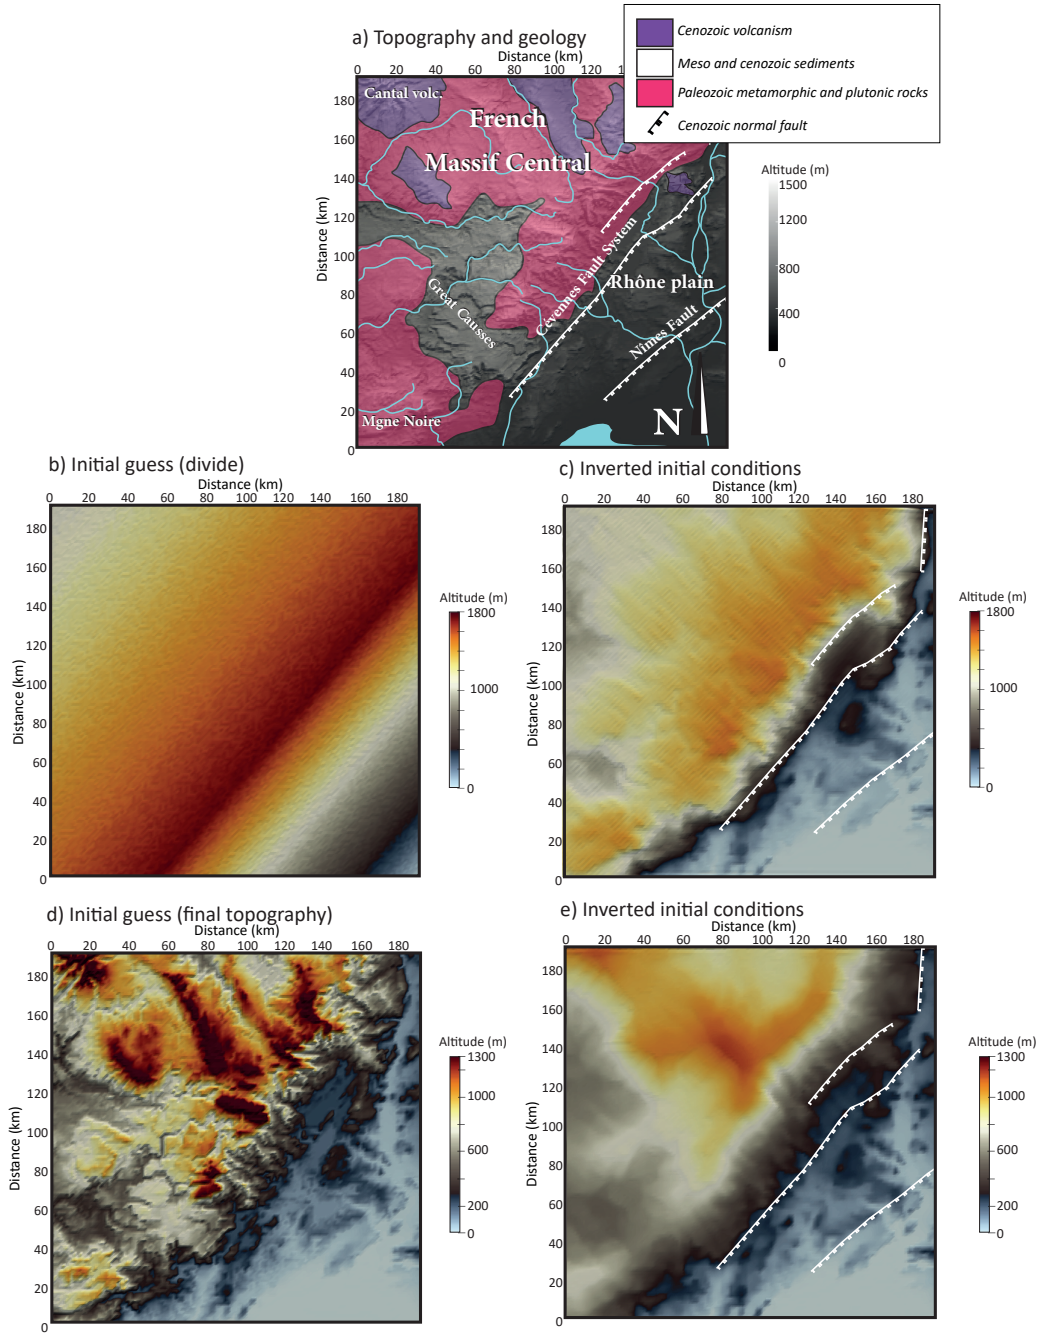 a) Topography and geology
Distance (km)
0 20 40 60 80 100 120 1
Cenozoic volcanism
Meso and cenozoic sediments
Paleozoic metamorphic and plutonic rocks
Cenozoic normal fault
Distance (km)
180
160
140
120
100
80
60
40
20
0
Cantal volc.
French
Massif Central
Cévennes Fault System
Rhône plain
Great Causses
Nîmes Fault
Mgne Noire
N
Altitude (m)
1500
1200
800
400
0
b) Initial guess (divide)
Distance (km)
0 20 40 60 80 100 120 140 160 180
Distance (km)
180
160
140
120
100
80
60
40
20
0
Altitude (m)
1800
1000
0
c) Inverted initial conditions
Distance (km)
0 20 40 60 80 100 120 140 160 180
Distance (km)
180
160
140
120
100
80
60
40
20
0
Altitude (m)
1800
1000
0
d) Initial guess (final topography)
Distance (km)
0 20 40 60 80 100 120 140 160 180
Distance (km)
180
160
140
120
100
80
60
40
20
0
Altitude (m)
1300
1000
600
200
0
e) Inverted initial conditions
Distance (km)
0 20 40 60 80 100 120 140 160 180
Distance (km)
180
160
140
120
100
80
60
40
20
0
Altitude (m)
1300
1000
600
200
0